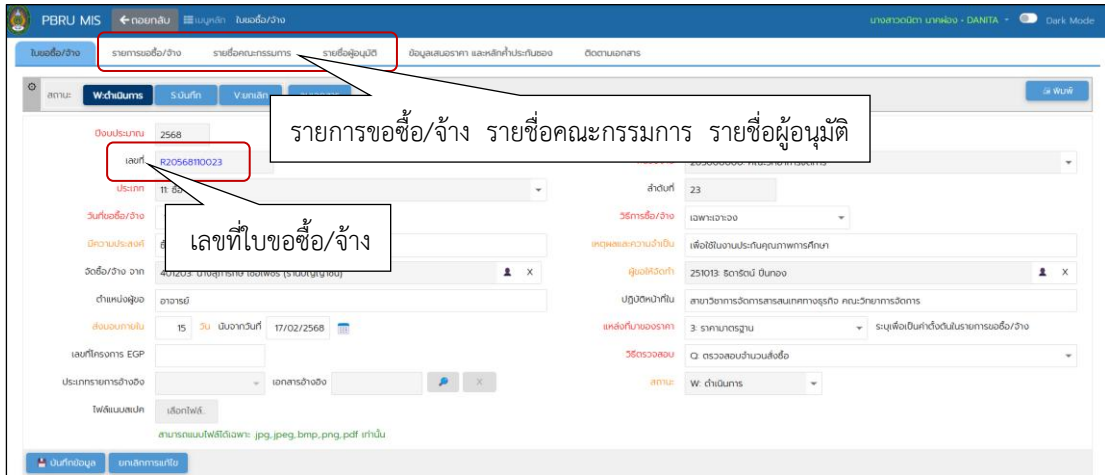 PBRU MIS ถอยกลับ เมนูหลัก ใบขอซื้อ/จ้าง นางสาวดนิตา นาคผ่อง - DANITA Dark Mode
ใบขอซื้อ/จ้าง รายการขอซื้อ/จ้าง รายชื่อคณะกรรมการ รายชื่อผู้อนุมัติ ข้อมูลเสนอราคา และหลักค้ำประกันซอง ติดตามเอกสาร
สถานะ W:ดำเนินการ S:บันทึก V:ยกเลิก พิมพ์
รายการขอซื้อ/จ้าง รายชื่อคณะกรรมการ รายชื่อผู้อนุมัติ
ปีงบประมาณ 2568
เลขที่ R20568110023
ประเภท 11: ลำดับที่ 23
วันที่ขอซื้อ/จ้าง วิธีการซื้อ/จ้าง เฉพาะเจาะจง
เลขที่ใบขอซื้อ/จ้าง
มีความประสงค์ เหตุผลและความจำเป็น เพื่อใช้ในงานประกันคุณภาพการศึกษา
จัดซื้อ/จ้าง จาก ผู้ขอให้จัดทำ 251013: ธิดารัตน์ ปิ่นทอง
ตำแหน่งผู้ขอ อาจารย์ ปฏิบัติหน้าที่ใน สาขาวิชาการจัดการสารสนเทศทางธุรกิจ คณะวิทยาการจัดการ
ส่งมอบภายใน 15 วัน นับจากวันที่ 17/02/2568 แหล่งที่มาของราคา 3: ราคามาตรฐาน ระบุเพื่อเป็นค่าตั้งต้นในรายการขอซื้อ/จ้าง
เลขที่โครงการ EGP วิธีตรวจสอบ Q: ตรวจสอบจำนวนสั่งซื้อ
ประเภทรายการอ้างอิง เอกสารอ้างอิง X สถานะ W: ดำเนินการ
ไฟล์แนบสเปค เลือกไฟล์..
สามารถแนบไฟล์ได้เฉพาะ .jpg,.jpeg,.bmp,.png,.pdf เท่านั้น
บันทึกข้อมูล ยกเลิกการแก้ไข